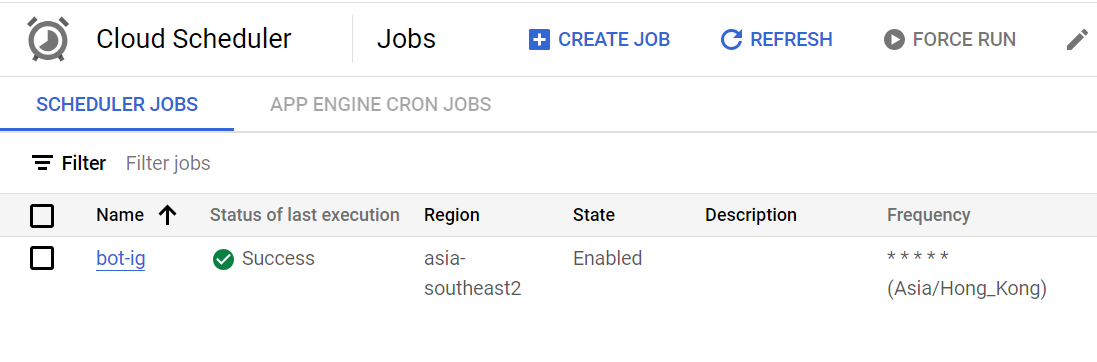 Cloud Scheduler Jobs CREATE JOB REFRESH FORCE RUN
SCHEDULER JOBS APP ENGINE CRON JOBS
Filter Filter jobs
Name Status of last execution Region State Description Frequency
bot-ig Success asia- Enabled * * * * *
southeast2 (Asia/Hong_Kong)